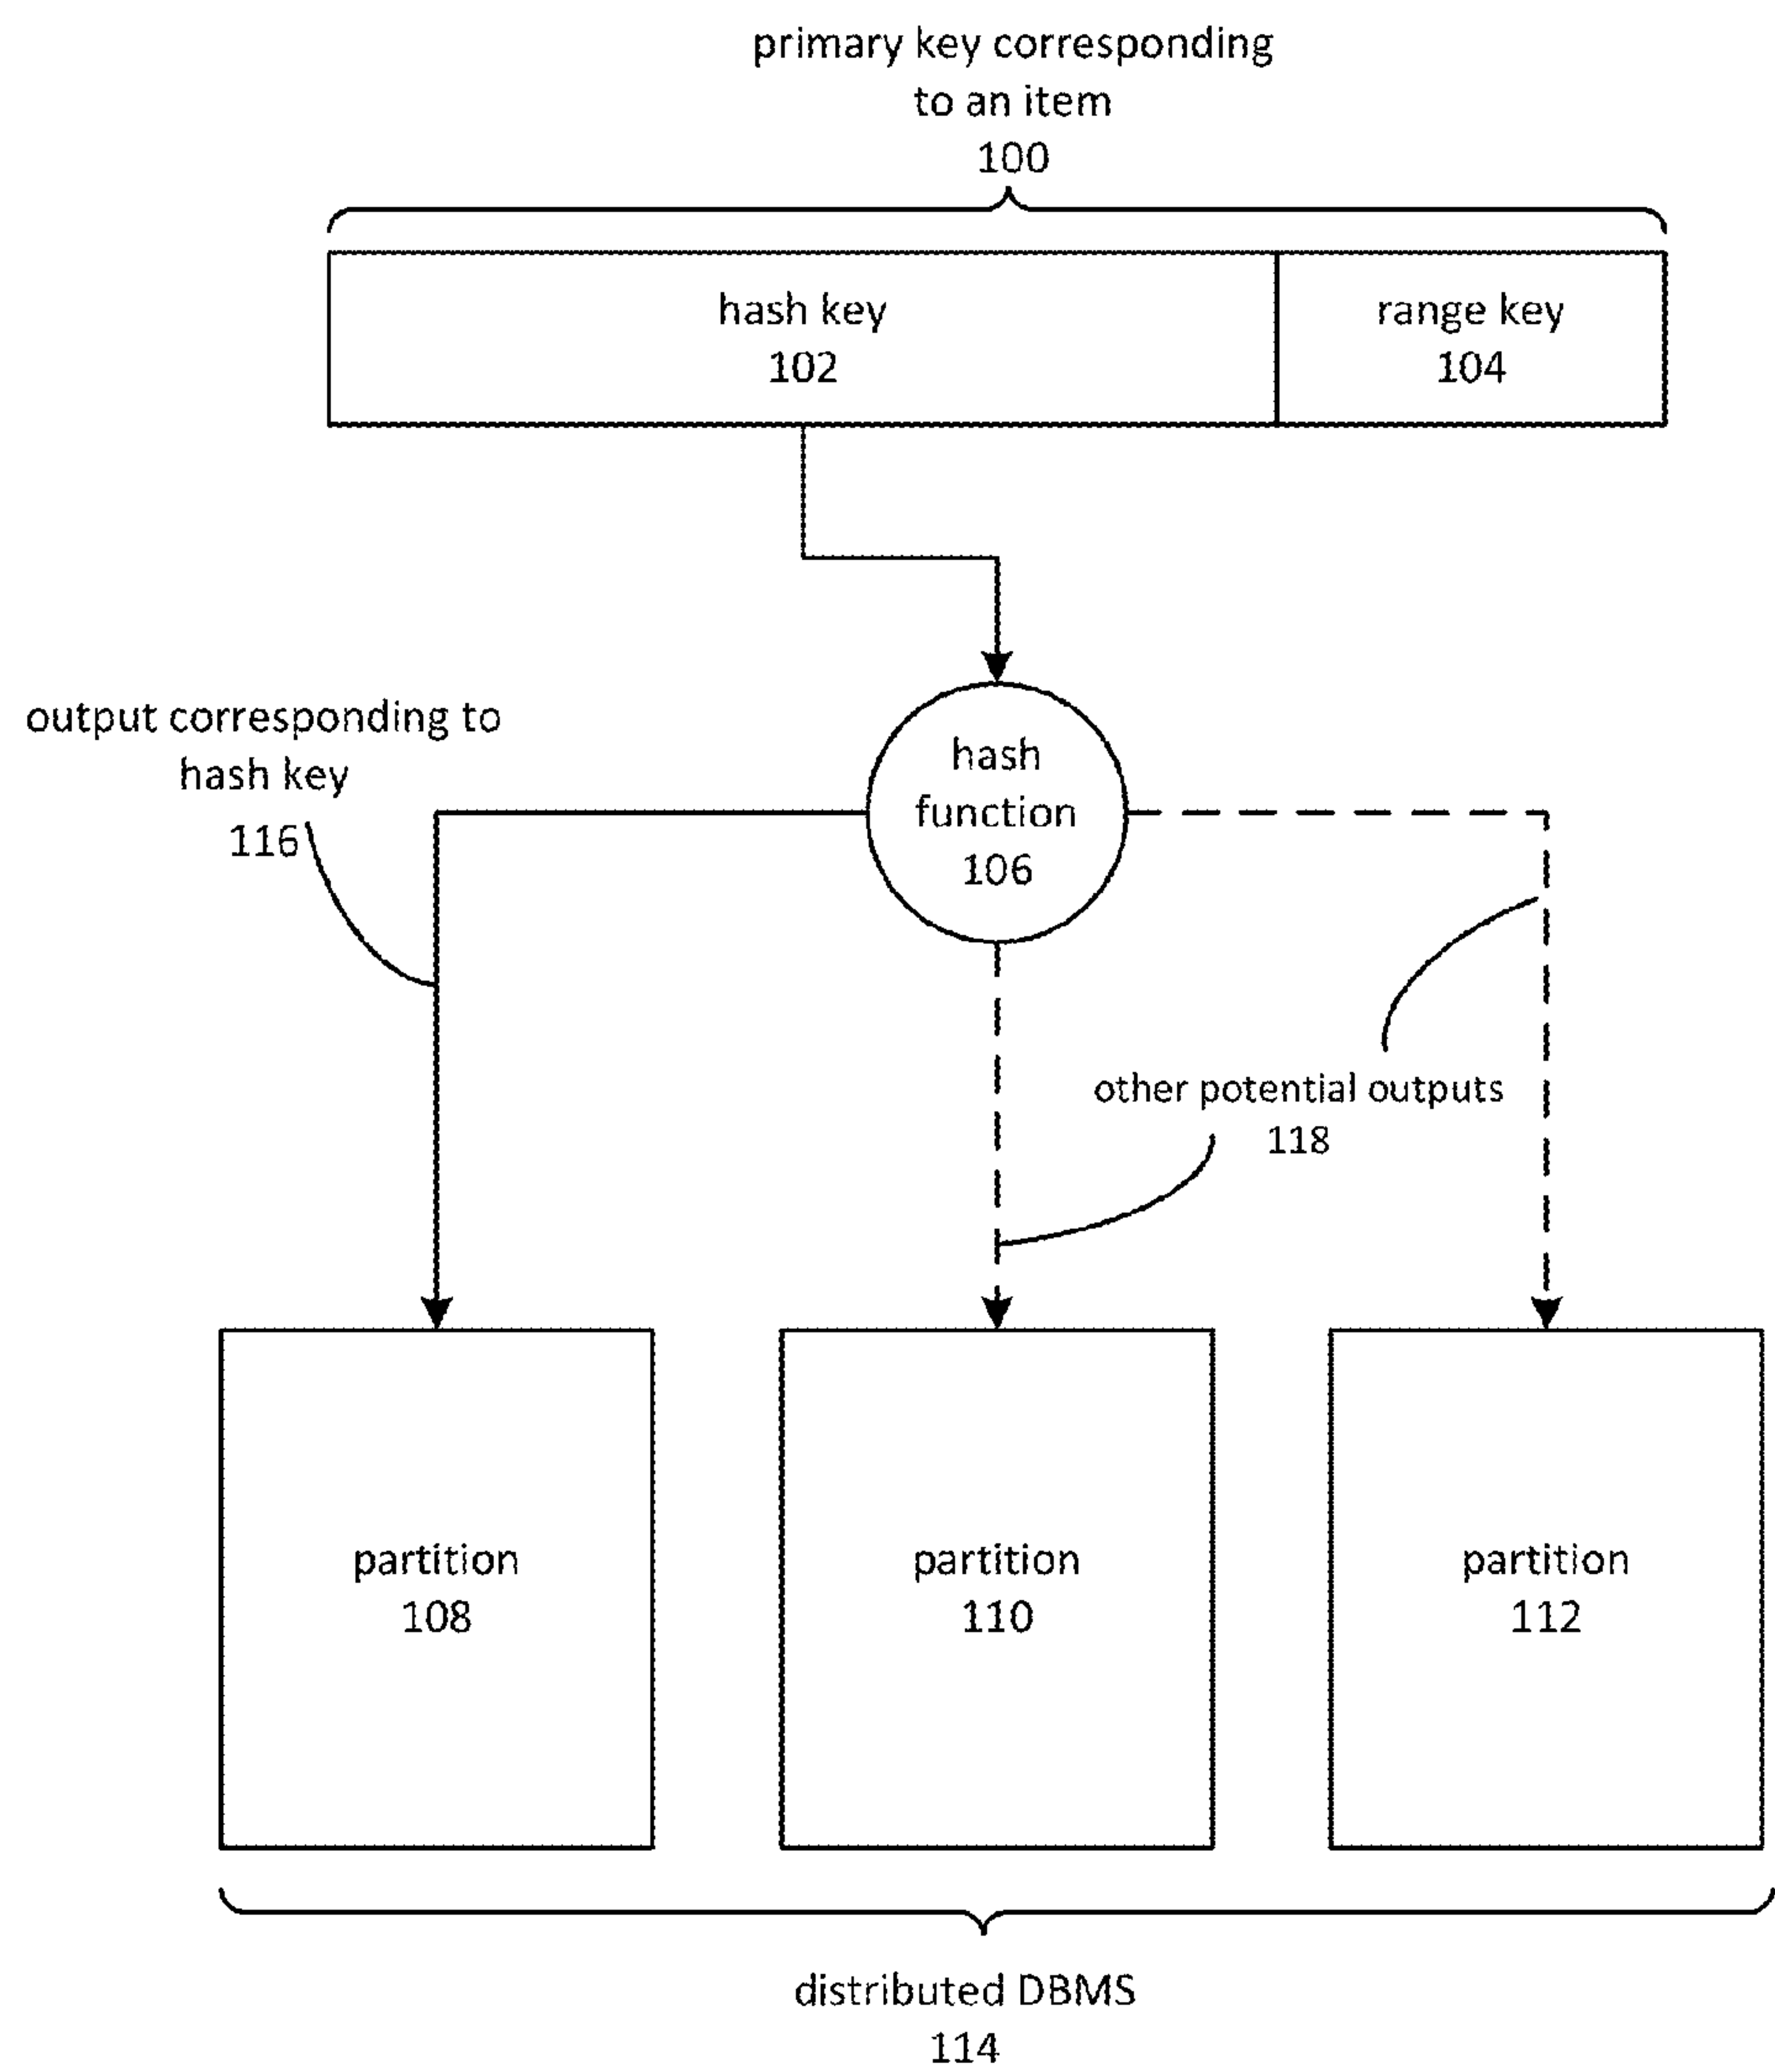 primary key corresponding
to an item
100
hash key
102
range key
104
output corresponding to
hash key
116
hash
function
106
other potential outputs
118
partition
108
partition
110
partition
112
distributed DBMS
114